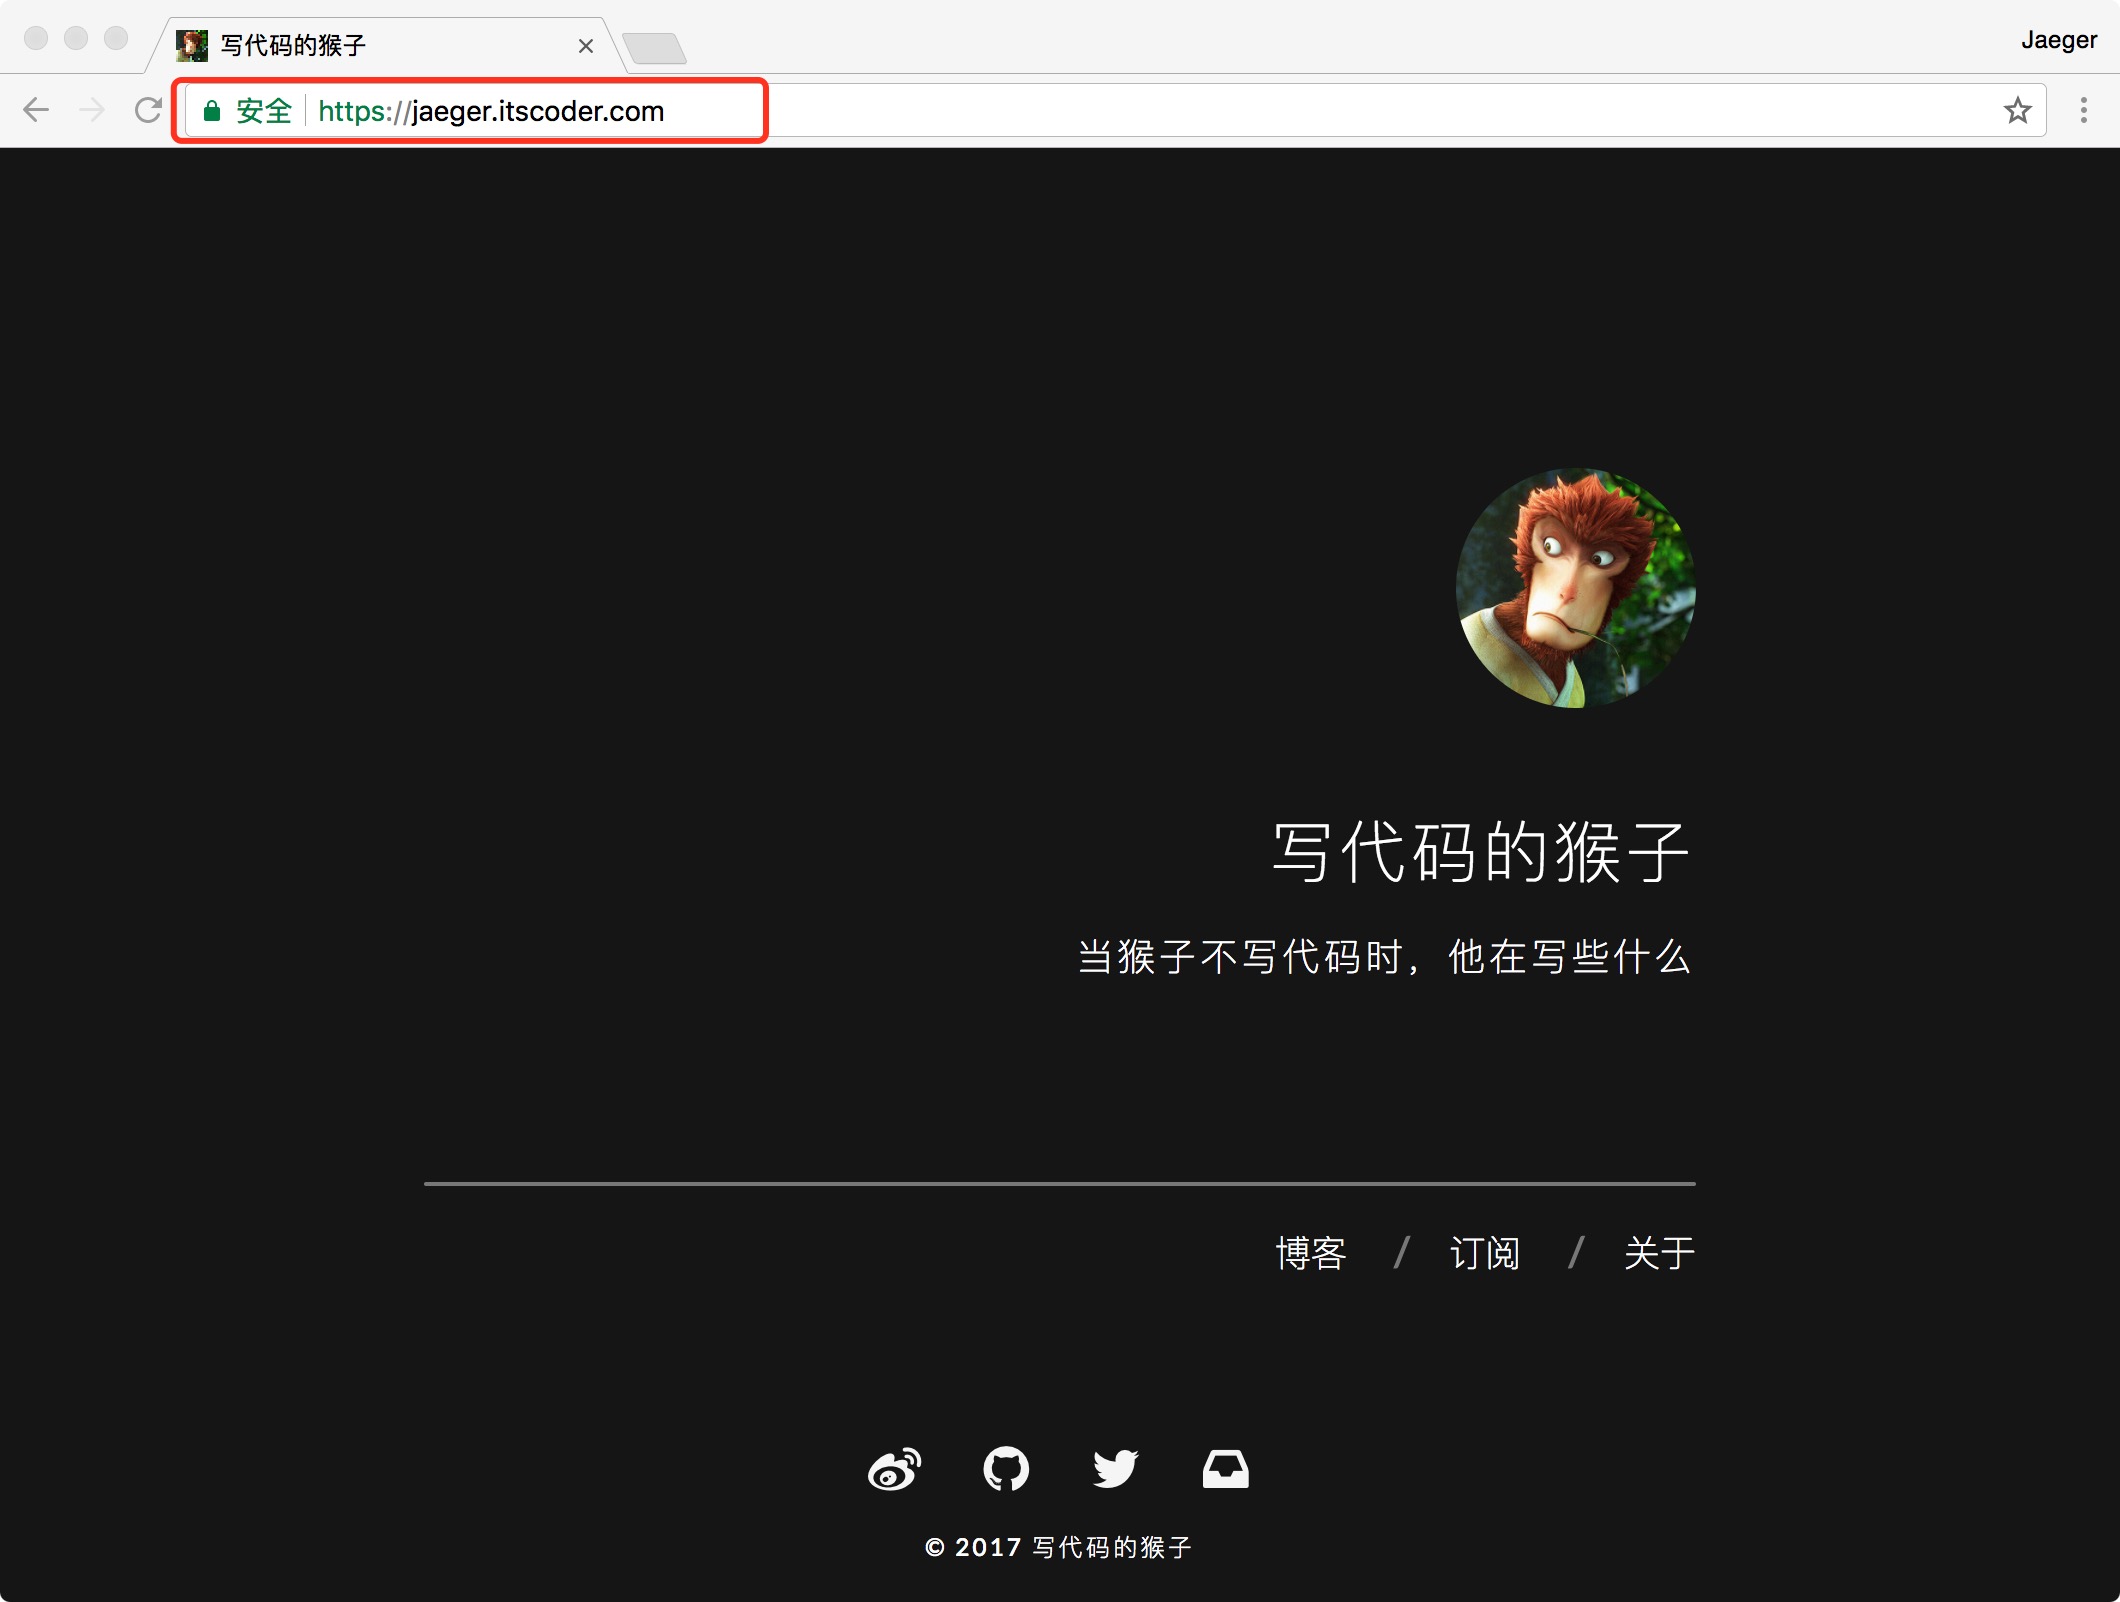 写代码的猴子
Jaeger
安全 https://jaeger.itscoder.com
写代码的猴子
当猴子不写代码时，他在写些什么
博客 / 订阅 / 关于
© 2017 写代码的猴子